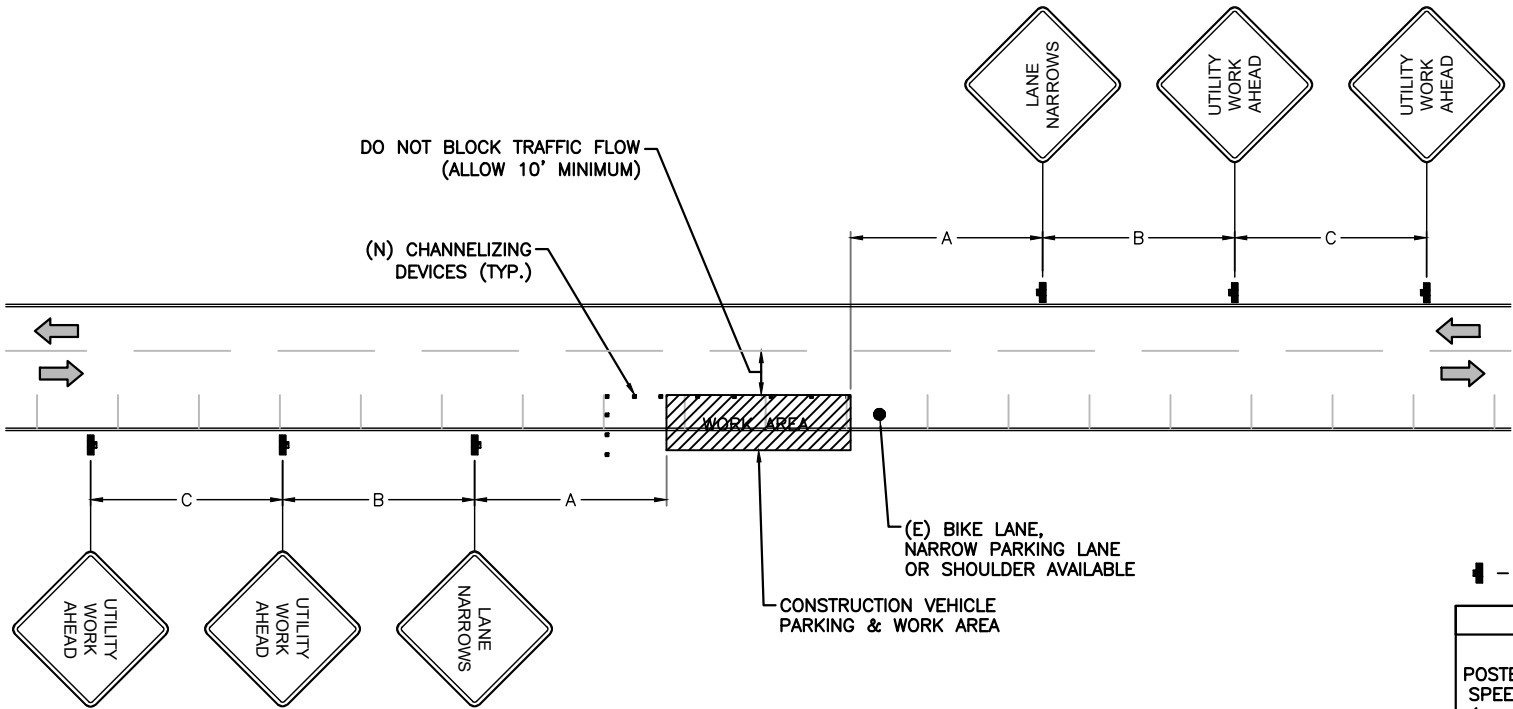 LANE
NARROWS
UTILITY
WORK
AHEAD
UTILITY
WORK
AHEAD
DO NOT BLOCK TRAFFIC FLOW
(ALLOW 10' MINIMUM)
(N) CHANNELIZING
DEVICES (TYP.)
A
B
C
WORK AREA
C
B
A
(E) BIKE LANE,
NARROW PARKING LANE
OR SHOULDER AVAILABLE
CONSTRUCTION VEHICLE
PARKING & WORK AREA
UTILITY
WORK
AHEAD
UTILITY
WORK
AHEAD
LANE
NARROWS
-